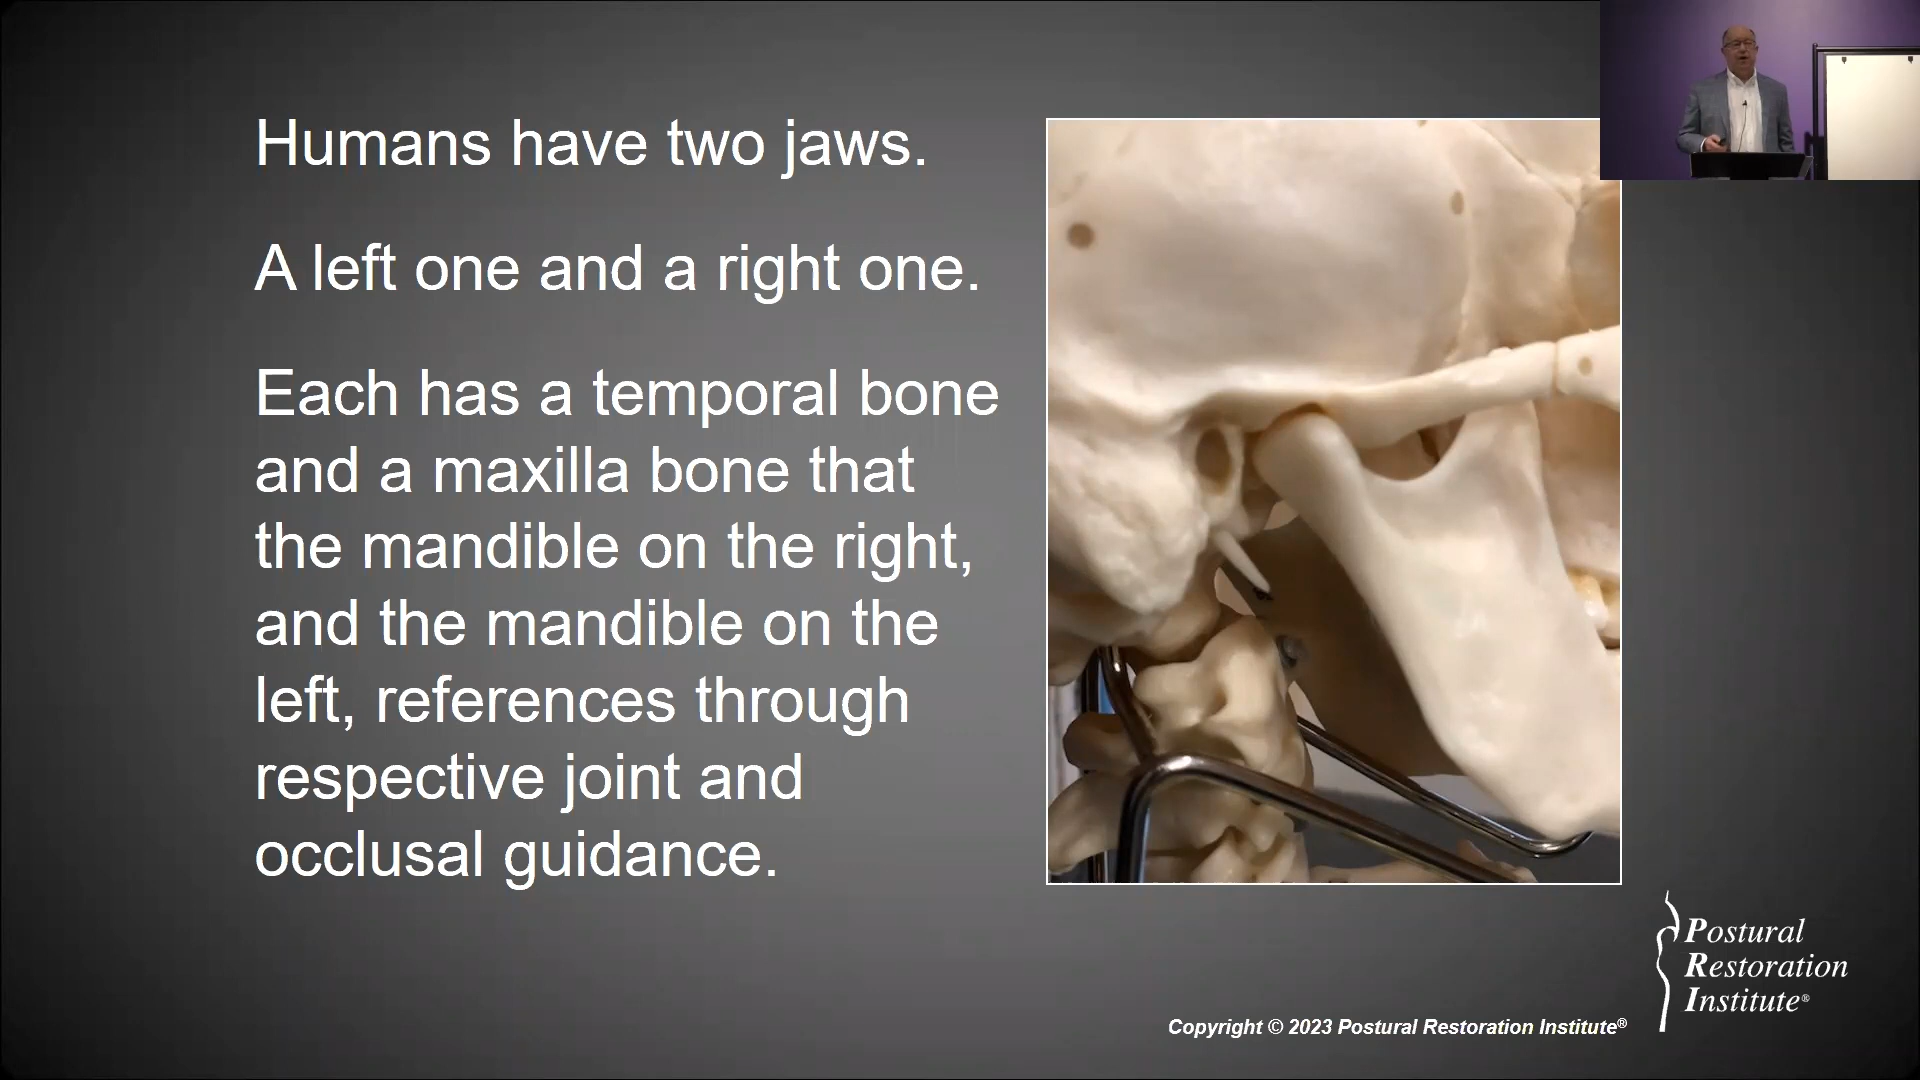 Humans have two jaws.
A left one and a right one.
Each has a temporal bone
and a maxilla bone that
the mandible on the right,
and the mandible on the
left, references through
respective joint and
occlusal guidance.
Postural
Restoration
Institute®
Copyright © 2023 Postural Restoration Institute®